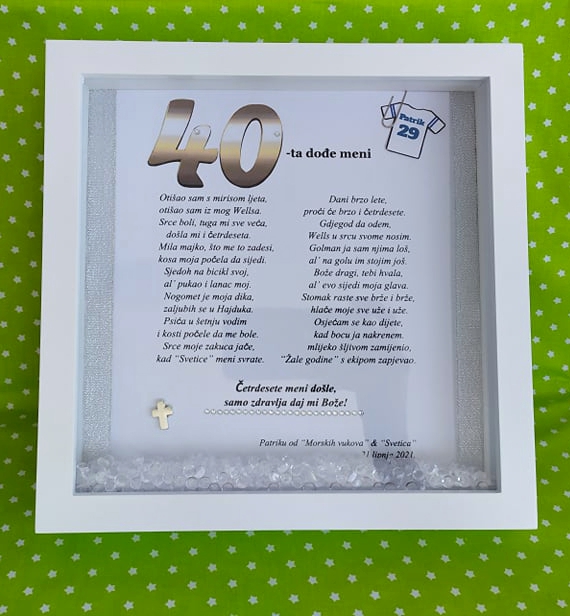 40
-ta dođe meni
Patrik
29
Otišao sam s mirisom ljeta,
otišao sam iz mog Wellsa.
Srce boli, tuga mi sve veća,
došla mi i četrdeseta.
Mila majko, što me to zadesi,
kosa moja počela da sijedi.
Sjedoh na bicikl svoj,
al' pukao i lanac moj.
Nogomet je moja dika,
zaljubih se u Hajduka.
Psića u šetnju vodim
i kosti počele da me bole.
Srce moje zakuca jače,
kad "Svetice" meni svrate.
Dani brzo lete,
proći će brzo i četrdesete.
Gdjegod da odem,
Wells u srcu svome nosim.
Golman ja sam njima loš,
al' na golu im stojim još.
Bože dragi, tebi hvala,
al' evo sijedi moja glava.
Stomak raste sve brže i brže,
hlače moje sve uže i uže.
Osjećam se kao dijete,
kad bocu ja nakrenem.
mlijeko šljivom zamijenio,
"Žale godine" s ekipom zapjevao.
Četrdesete meni došle,
samo zdravlja daj mi Bože!
Patriku od "Morskih vukova" & "Svetica"
lipnja 2021.